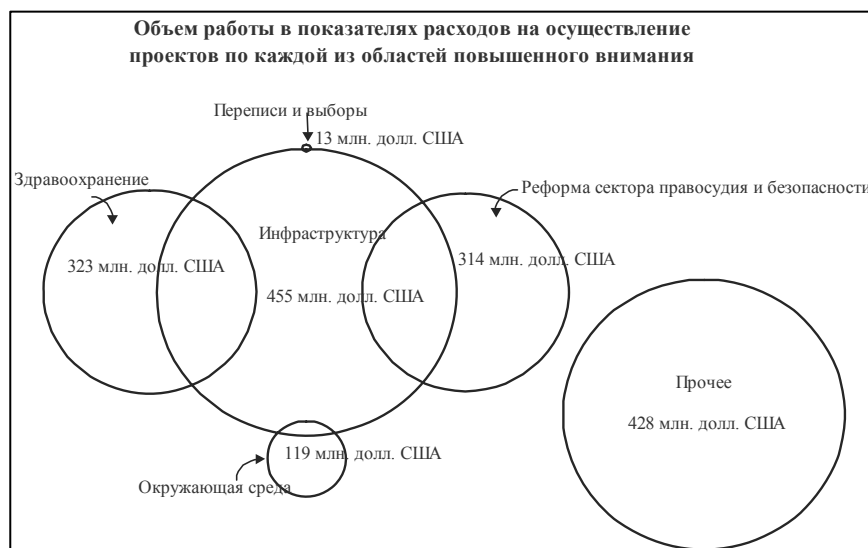 Объем работы в показателях расходов на осуществление
проектов по каждой из областей повышенного внимания
Переписи и выборы
13 млн. долл. США
Здравоохранение
Реформа сектора правосудия и безопасности
Инфраструктура
323 млн. долл. США
314 млн. долл. США
455 млн. долл. США
Прочее
428 млн. долл. США
119 млн. долл. США
Окружающая среда